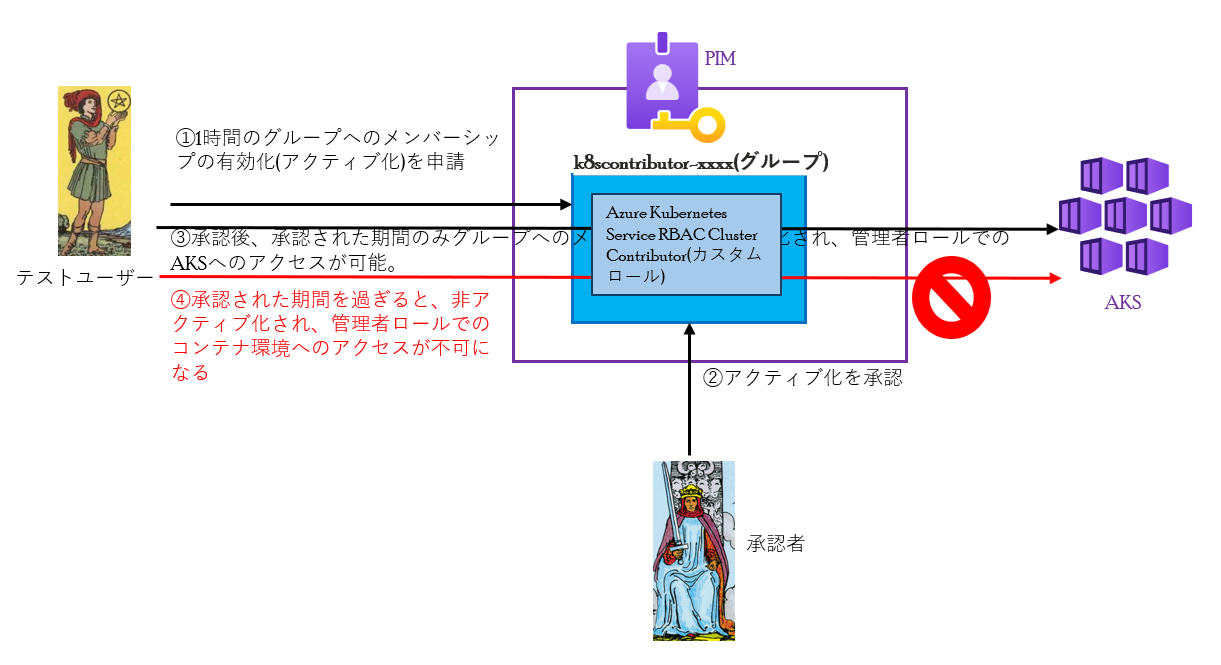 PIM
①1時間のグループへのメンバーシッ
プの有効化(アクティブ化)を申請
k8scontributor-xxxx(グループ)
Azure Kubernetes
Service RBAC Cluster
Contributor(カスタム
ロール)
③承認後、承認された期間のみグループへのメ
化され、管理者ロールでの
AKSへのアクセスが可能。
テストユーザー
④承認された期間を過ぎると、非ア
クティブ化され、管理者ロールでの
コンテナ環境へのアクセスが不可に
なる
AKS
②アクティブ化を承認
承認者